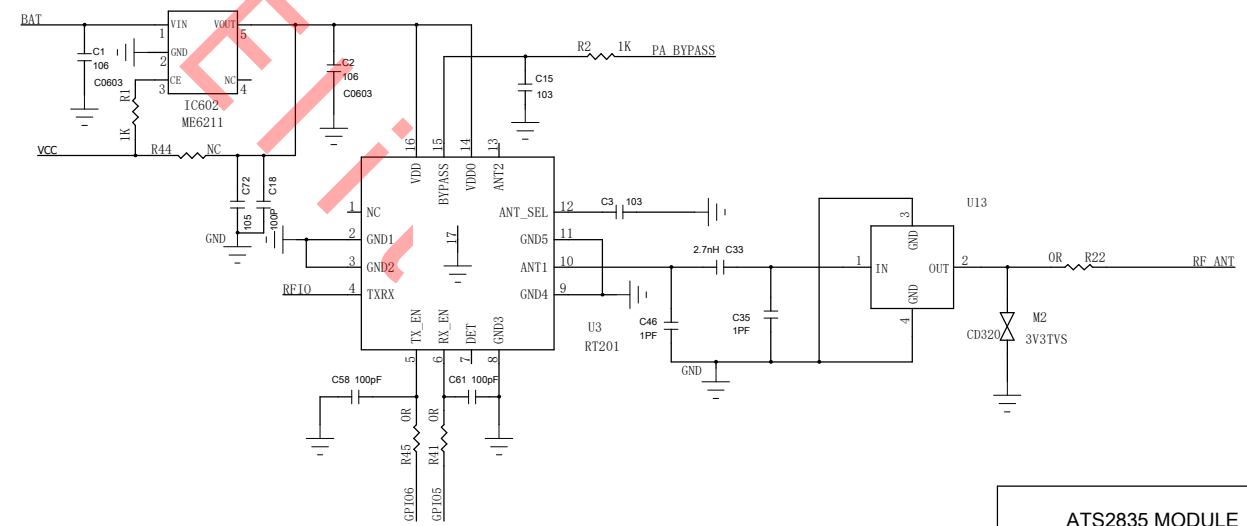 BAT
VIN
VOUT
1
5
GND
2
CE
NC
3
4
IC602
ME6211
C1
106
C0603
R1
1K
VCC
R44
NC
C72
105
C18
100P
GND
C2
106
C0603
R2
1K
PA_BYPASS
C15
103
16
15
14
13
VDD
BYPASS
VDDO
ANT2
1
NC
2
GND1
3
GND2
RFIO
4
TXRX
17
ANT_SEL
12
C3
103
GND5
11
ANT1
10
GND4
9
U3
RT201
TX_EN
RX_EN
DET
GND3
5
6
7
8
C58 100pF
C61 100pF
R45
0R
R41
0R
GPIO6
GPIO5
2.7nH C33
C46
1PF
C35
1PF
GND
U13
3
GND
1
IN
OUT
2
GND
4
0R
R22
RF_ANT
CD320
M2
3V3TVS
ATS2835 MODULE